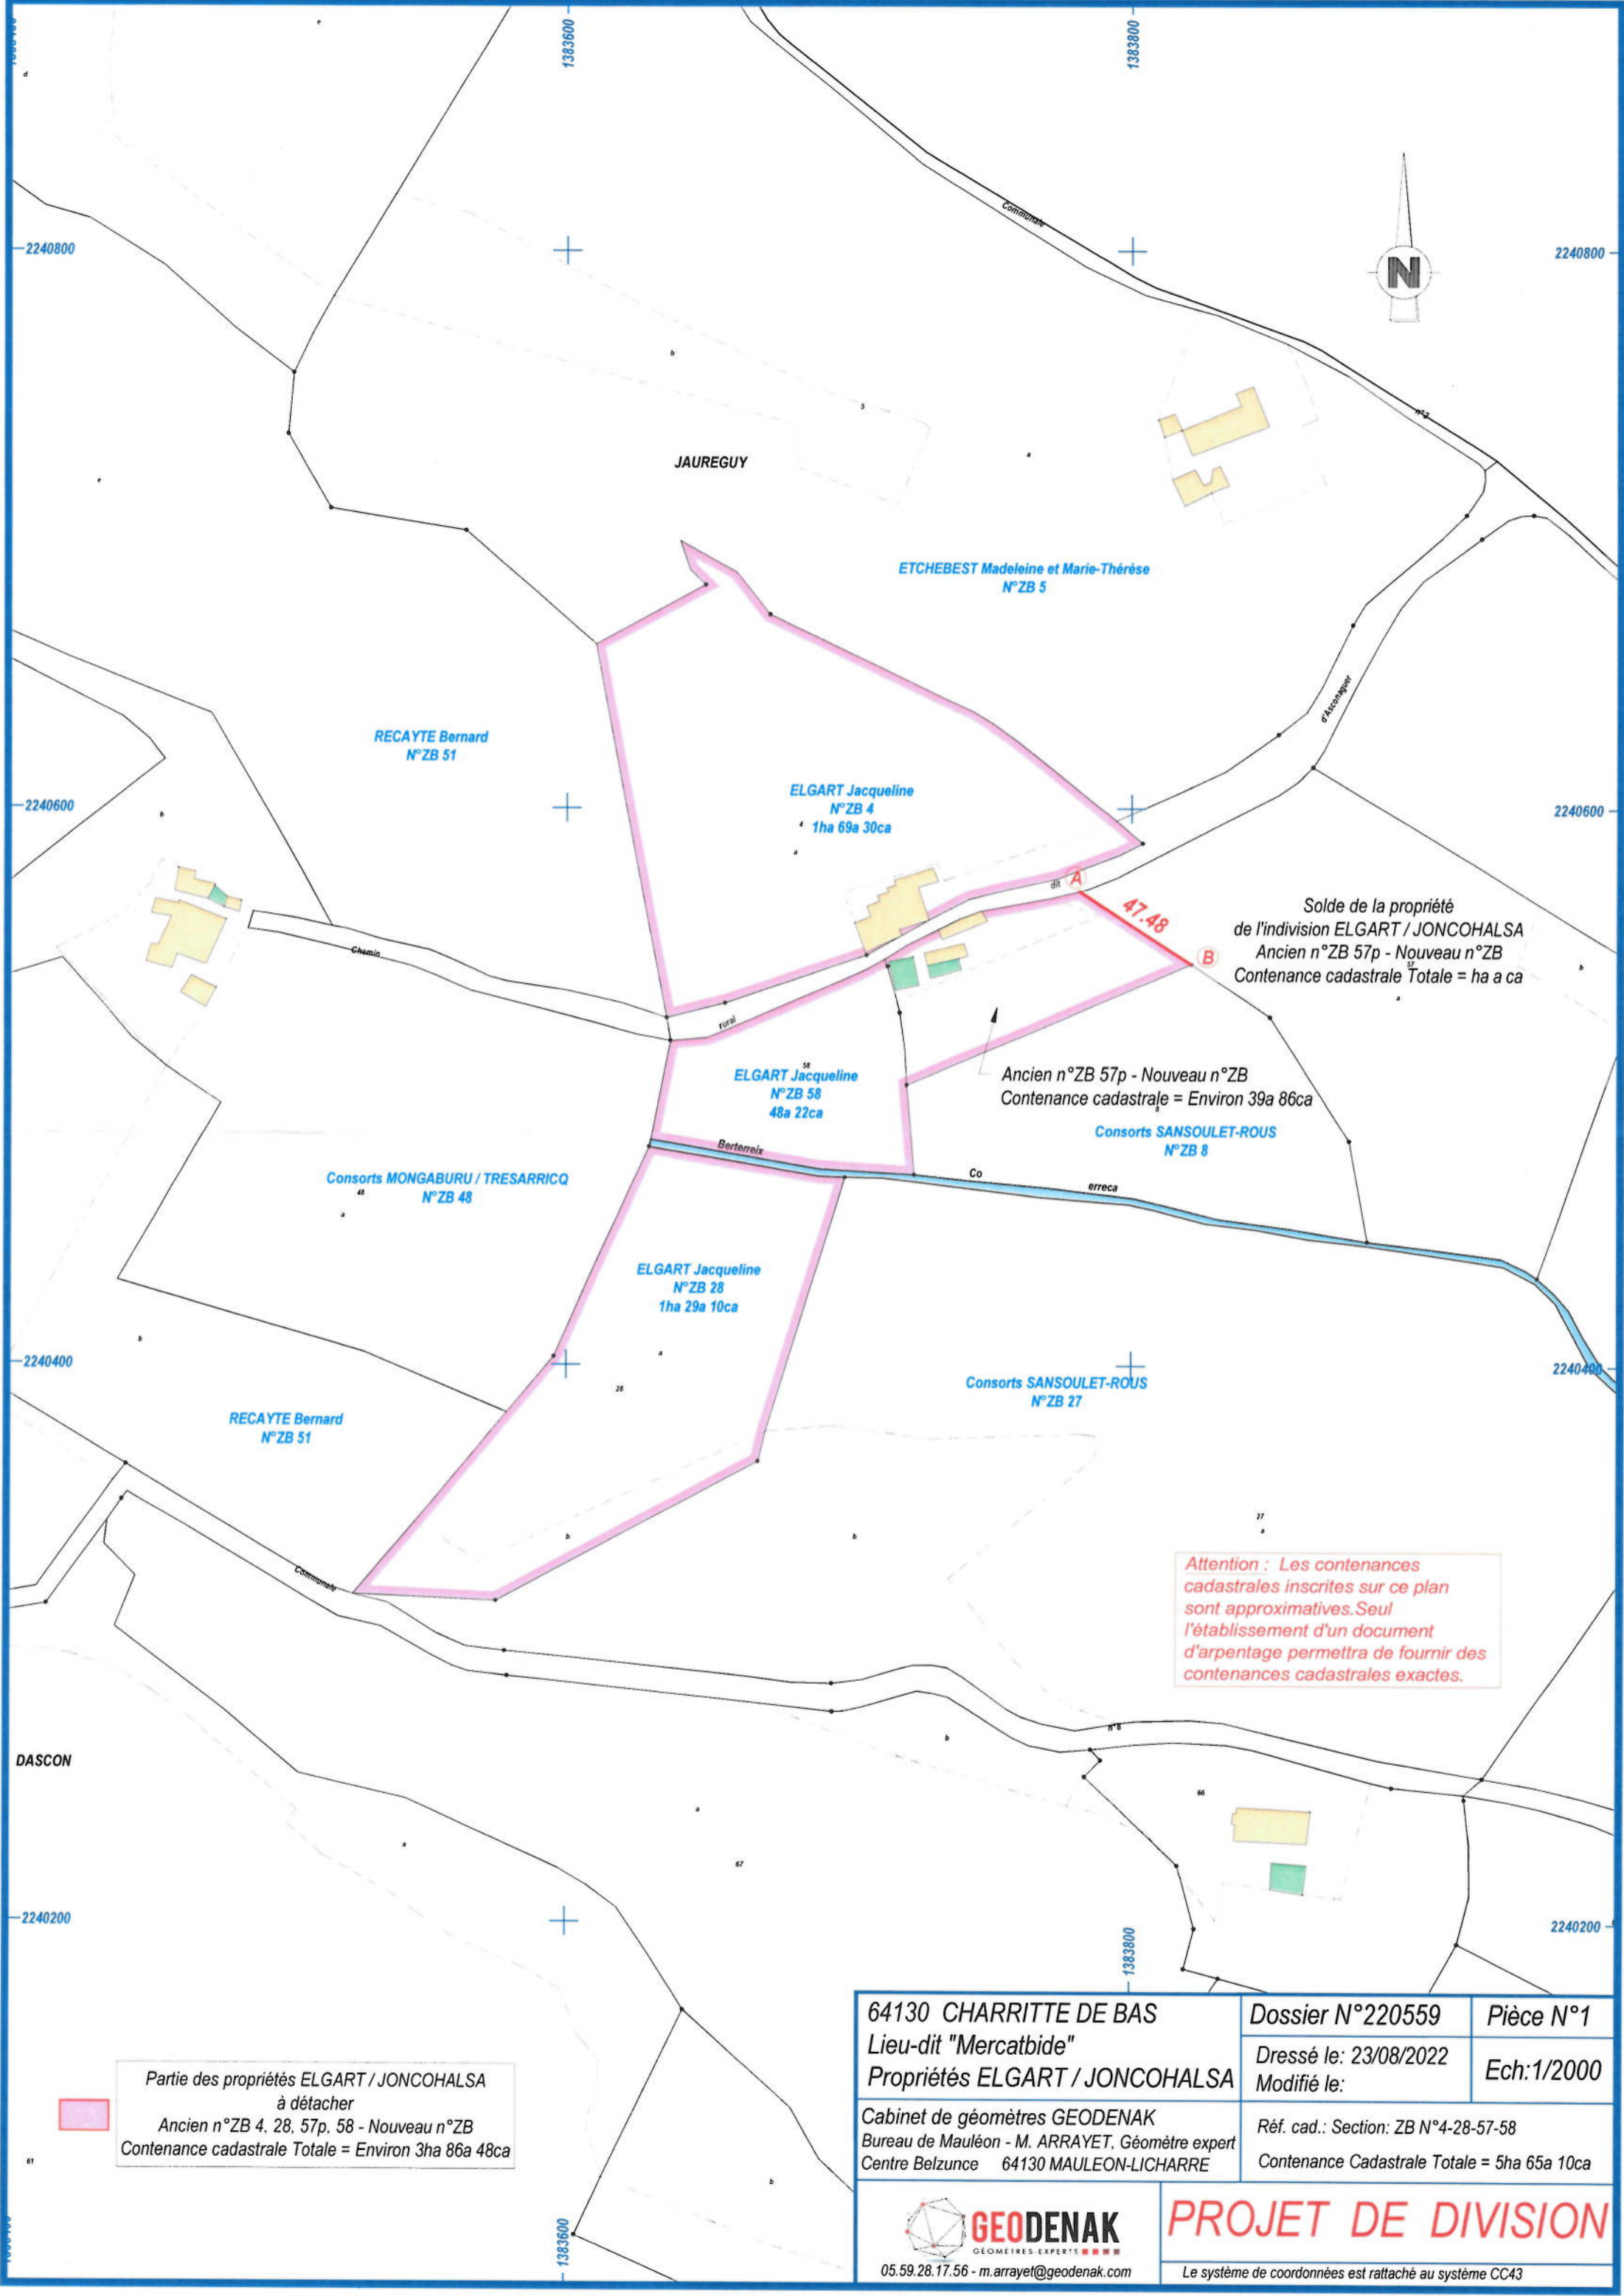 1383600
1383800
Communale
2240800
2240800
N
n°2
JAUREGUY
ETCHEBEST Madeleine et Marie-Thérèse
N°ZB 5
d'Asconaguer
RECAYTE Bernard
N°ZB 51
ELGART Jacqueline
N°ZB 4
1ha 69a 30ca
2240600
2240600
dit
A
47.48
B
Solde de la propriété
de l'indivision ELGART / JONCOHALSA
Ancien n°ZB 57p - Nouveau n°ZB
Contenance cadastrale Totale = ha a ca
57
Chemin
rural
58
ELGART Jacqueline
N°ZB 58
48a 22ca
Ancien n°ZB 57p - Nouveau n°ZB
Contenance cadastrale = Environ 39a 86ca
8
Consorts SANSOULET-ROUS
N°ZB 8
Berterreix
Co
erreca
Consorts MONGABURU / TRESARRICQ
N°ZB 48
48
ELGART Jacqueline
N°ZB 28
1ha 29a 10ca
28
2240400
2240400
Consorts SANSOULET-ROUS
N°ZB 27
RECAYTE Bernard
N°ZB 51
27
Attention : Les contenances
cadastrales inscrites sur ce plan
sont approximatives.Seul
l'établissement d'un document
d'arpentage permettra de fournir des
contenances cadastrales exactes.
Communale
n°8
DASCON
66
67
2240200
2240200
1383800
64130 CHARRITTE DE BAS
Lieu-dit "Mercatbide"
Propriétés ELGART / JONCOHALSA
Dossier N°220559
Pièce N°1
Dressé le: 23/08/2022
Modifié le:
Ech:1/2000
Cabinet de géomètres GEODENAK
Bureau de Mauléon - M. ARRAYET, Géomètre expert
Centre Belzunce 64130 MAULEON-LICHARRE
Réf. cad.: Section: ZB N°4-28-57-58
Contenance Cadastrale Totale = 5ha 65a 10ca
Partie des propriétés ELGART / JONCOHALSA
à détacher
Ancien n°ZB 4, 28, 57p, 58 - Nouveau n°ZB
Contenance cadastrale Totale = Environ 3ha 86a 48ca
61
1383600
GEODENAK
GÉOMÈTRES EXPERTS
05.59.28.17.56 - m.arrayet@geodenak.com
PROJET DE DIVISION
Le système de coordonnées est rattaché au système CC43